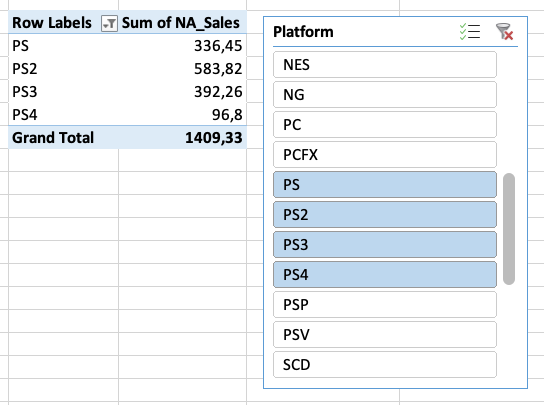 Row Labels Sum of NA_Sales
PS 336,45
PS2 583,82
PS3 392,26
PS4 96,8
Grand Total 1409,33
Platform
NES
NG
PC
PCFX
PS
PS2
PS3
PS4
PSP
PSV
SCD